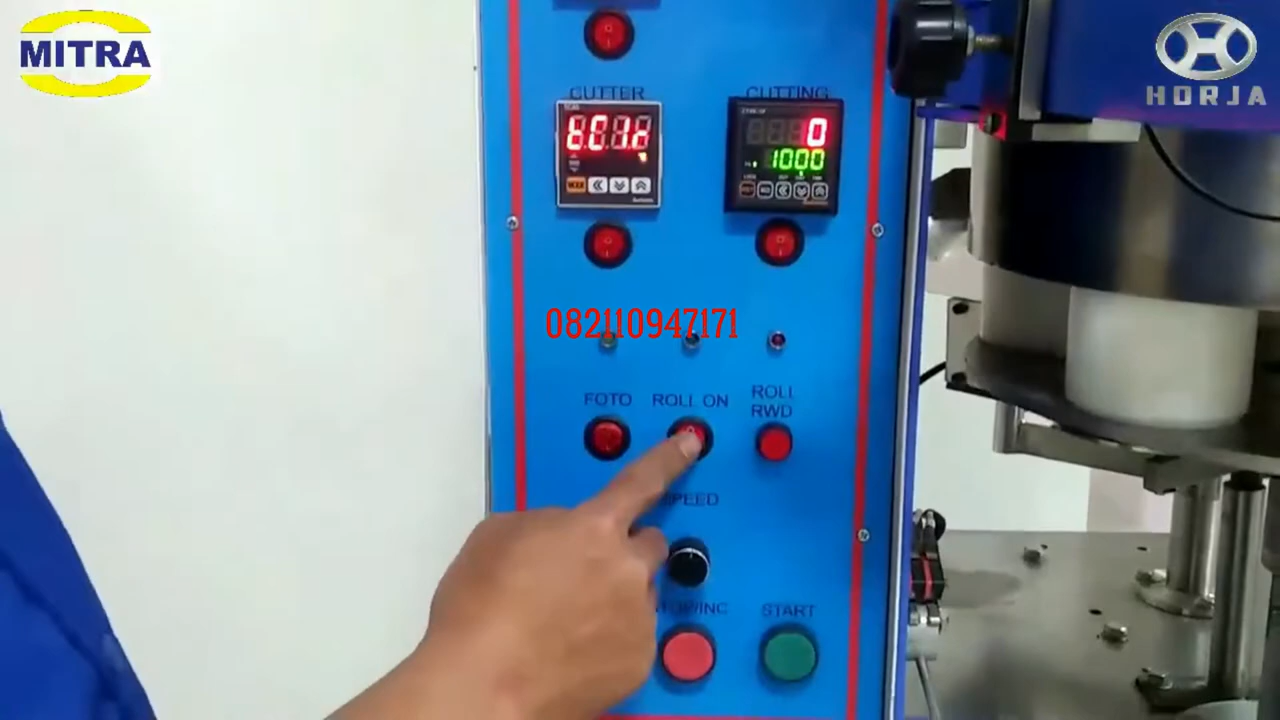 MITRA
HORJA
CUTTER
CUTTING
0
1000
082110947171
FOTO
ROLL ON
ROLL
RWD
SPEED
START